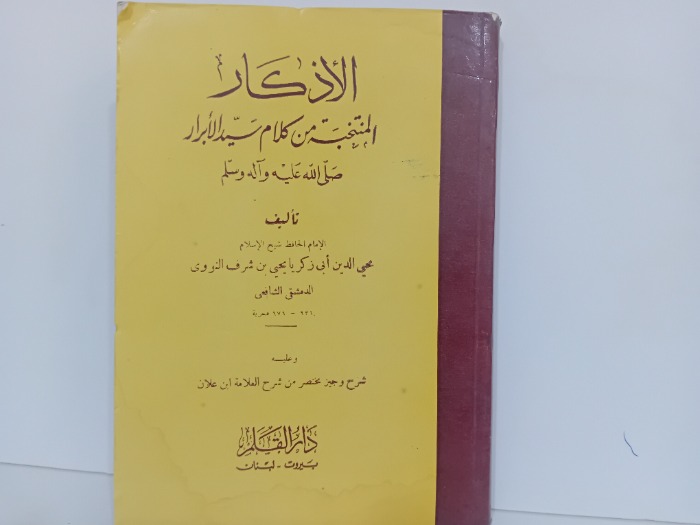 الأذكار
المنتخبة من كلام سيد الأبرار
صلى الله عليه وآله وسلم
تأليف
الإمام الحافظ شيخ الإسلام
محيي الدين أبي زكريا يحيى بن شرف النووي
الدمشقي الشافعي
٦٣١ - ٦٧٦ هجرية
وعليه
شرح وجيز مختصر من شرح العلامة ابن علان
دار القلم
بيروت - لبنان